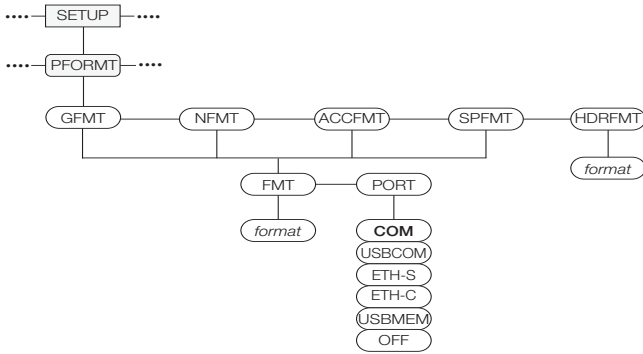 SETUP
PFORMT
GFMT NFMT ACCFMT SPFMT HDRFMT
format
FMT PORT
format
COM
USBCOM
ETH-S
ETH-C
USBMEM
OFF